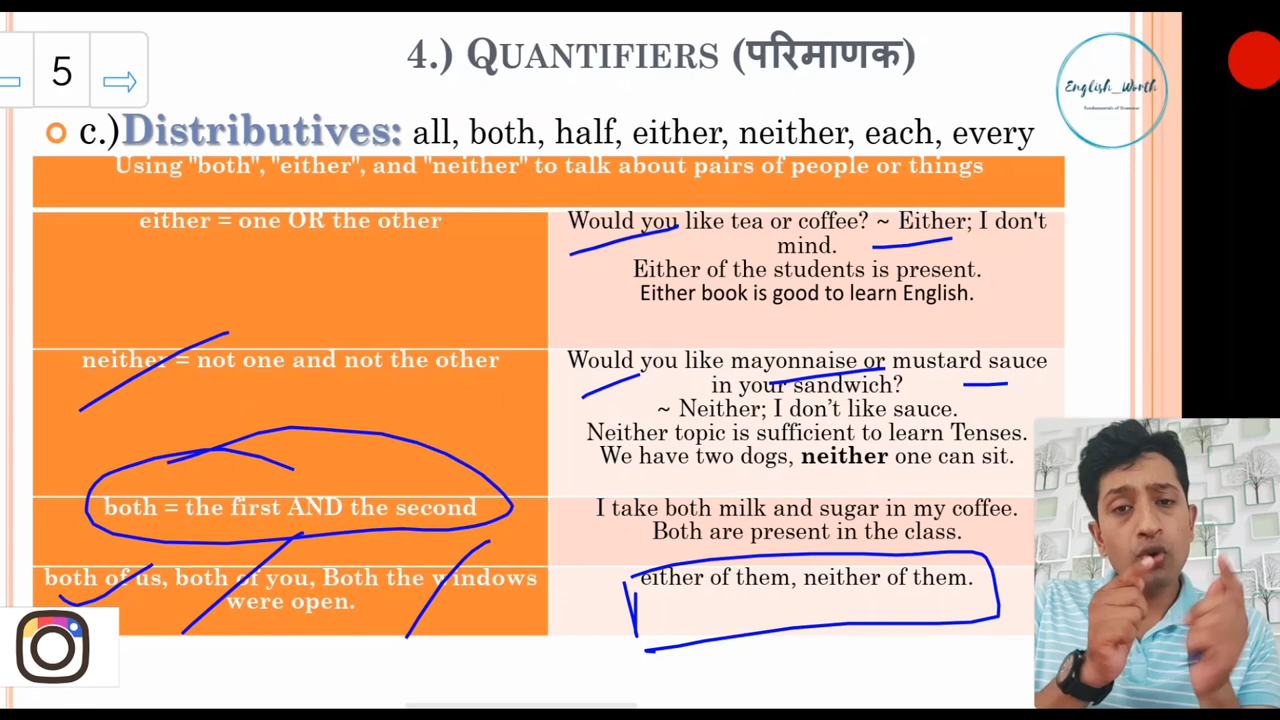 5
4.) QUANTIFIERS (परिमाणक)
English_Worth
Fundamentals of Grammar
c.)Distributives: all, both, half, either, neither, each, every
Using "both", "either", and "neither" to talk about pairs of people or things
either = one OR the other
Would you like tea or coffee? ~ Either; I don't
mind.
Either of the students is present.
Either book is good to learn English.
neither = not one and not the other
Would you like mayonnaise or mustard sauce
in your sandwich?
~ Neither; I don’t like sauce.
Neither topic is sufficient to learn Tenses.
We have two dogs, neither one can sit.
both = the first AND the second
I take both milk and sugar in my coffee.
Both are present in the class.
both of us, both of you, Both the windows
were open.
either of them, neither of them.